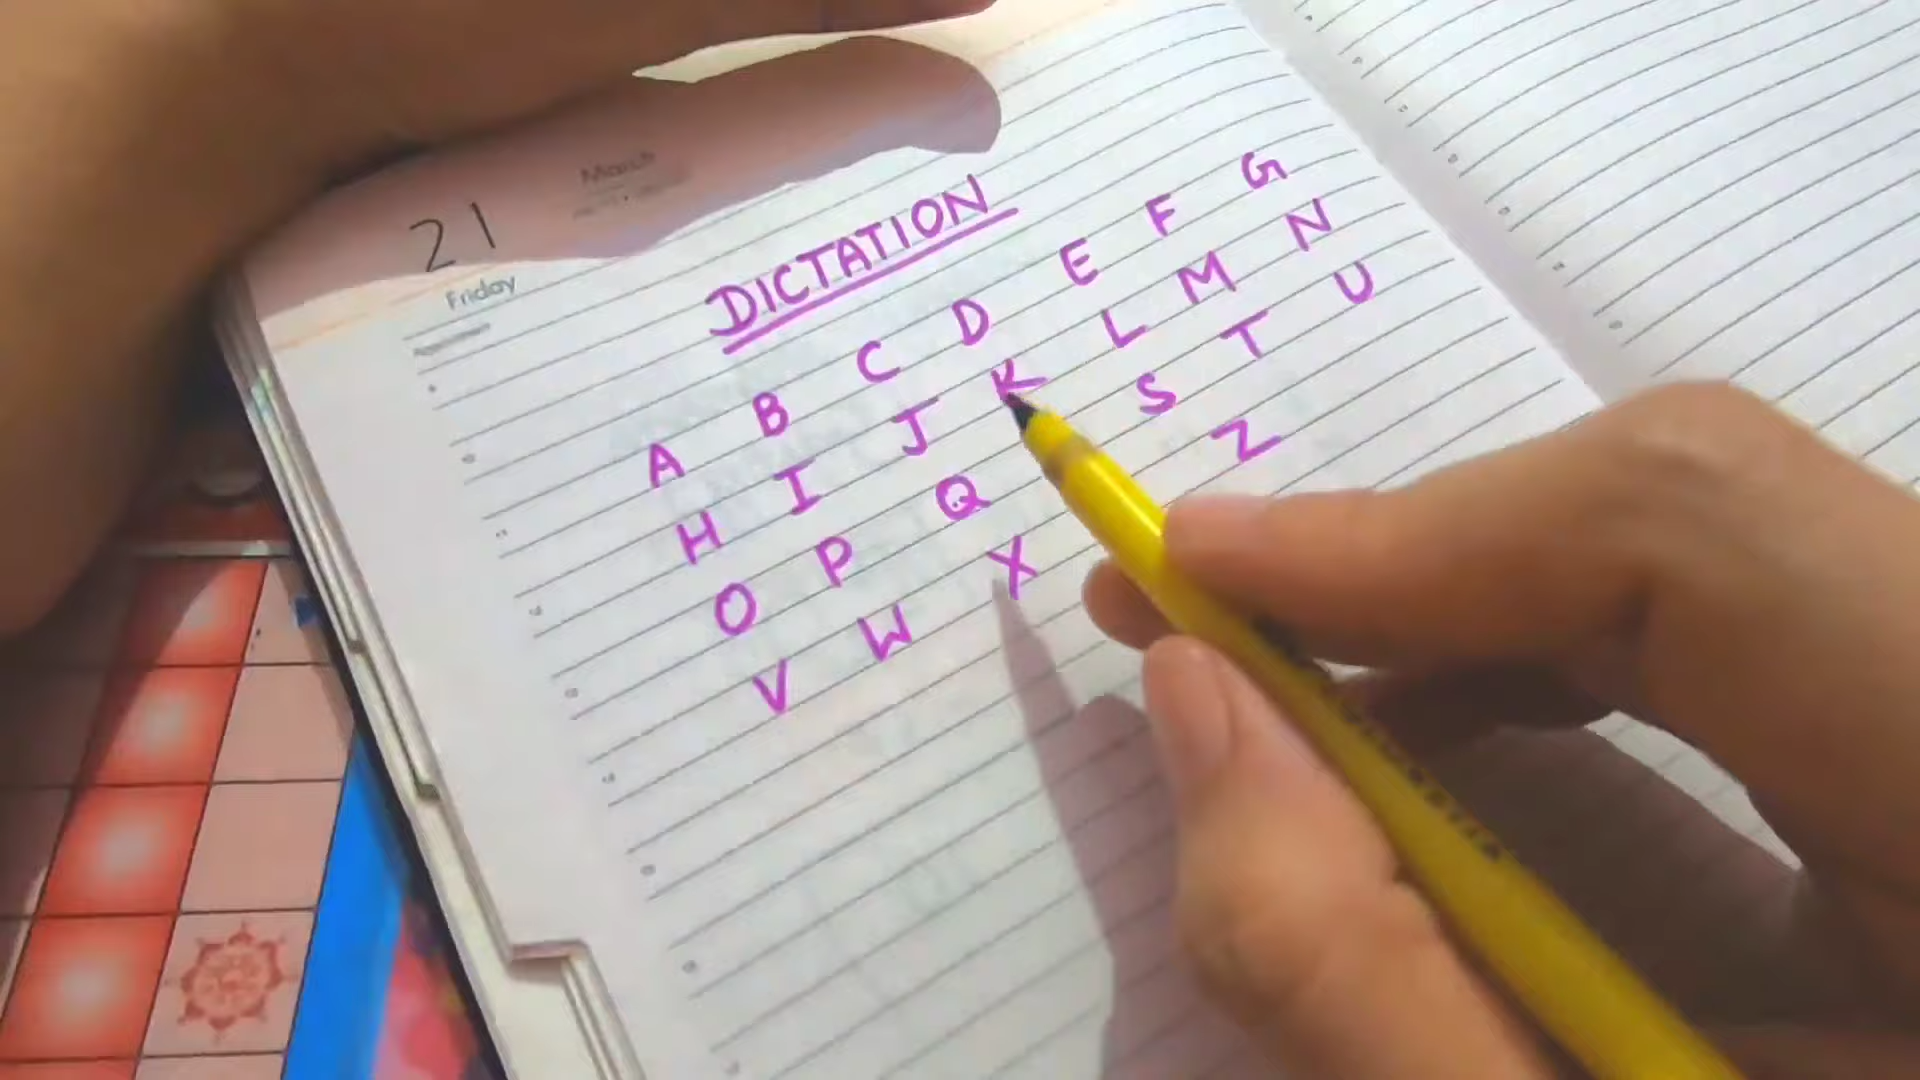 March
21
Friday
DICTATION
A B C D E F G
H I J K L M N
O P Q S T U
V W X Z